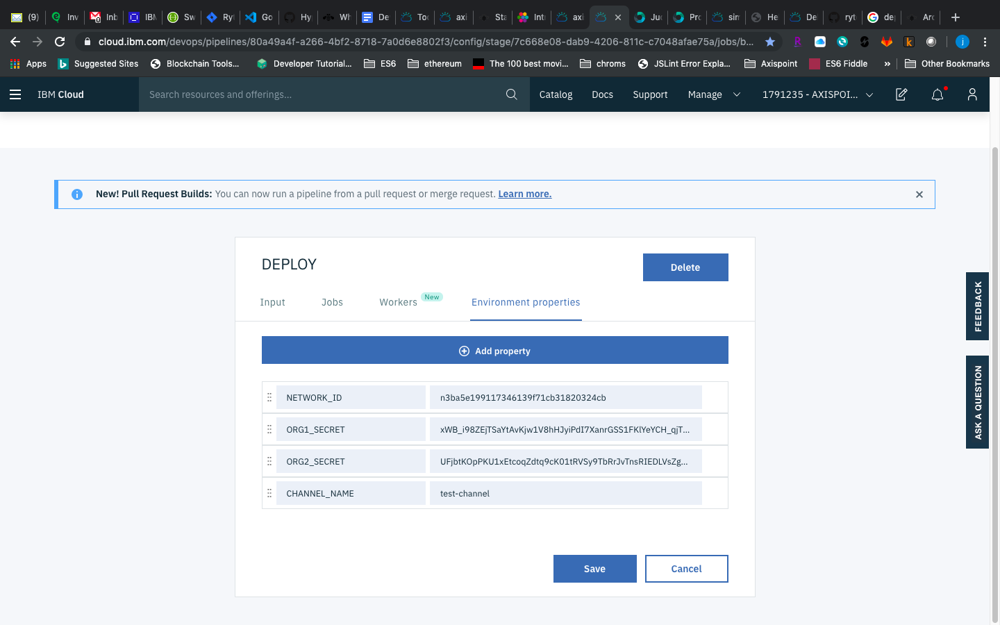 (9) Inv Inb IBM Sw Ryt Go Hy Wh De Too axi Sta Inte axi Juc Pro sim He De ryt de Arc
cloud.ibm.com/devops/pipelines/80a49a4f-a266-4bf2-8718-7a0d6e8802f3/config/stage/7c668e08-dab9-4206-811c-c7048afae75a/jobs/b...
Apps Suggested Sites Blockchain Tools... Developer Tutorial... ES6 ethereum The 100 best movi... chroms JSLint Error Expla... Axispoint ES6 Fiddle » Other Bookmarks
IBM Cloud Search resources and offerings... Catalog Docs Support Manage 1791235 - AXISPOI...
New! Pull Request Builds: You can now run a pipeline from a pull request or merge request. Learn more.
DEPLOY Delete
Input Jobs Workers New Environment properties
Add property
NETWORK_ID n3ba5e199117346139f71cb31820324cb
ORG1_SECRET xWB_i98ZEjTSaYtAvKjw1V8hHJyiPdI7XanrGSS1FKlYeYCH_qjT...
ORG2_SECRET UFjbtKOpPKU1xEtcoqZdtq9cK01tRVSy9TbRrJvTnsRIEDLVsZg...
CHANNEL_NAME test-channel
Save Cancel
FEEDBACK
ASK A QUESTION